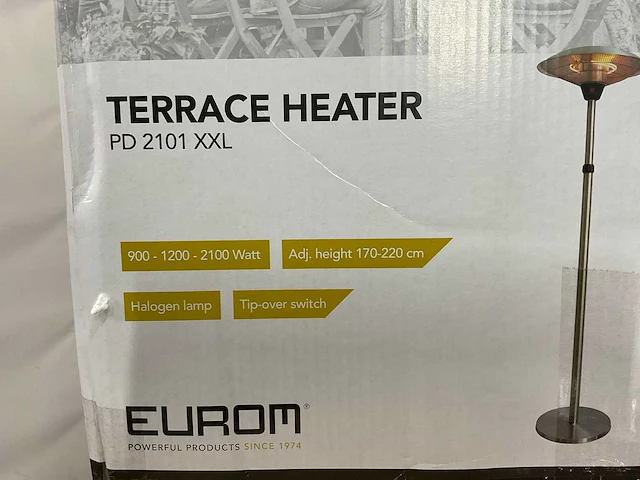 TERRACE HEATER
PD 2101 XXL
900 - 1200 - 2100 Watt
Adj. height 170-220 cm
Halogen lamp
Tip-over switch
EUROM®
POWERFUL PRODUCTS SINCE 1974